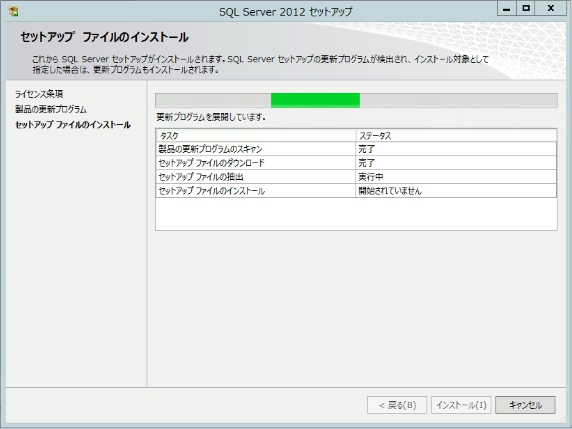 SQL Server 2012 セットアップ
セットアップ ファイルのインストール
これから SQL Server セットアップがインストールされます。SQL Server セットアップの更新プログラムが検出され、インストール対象として
指定した場合は、更新プログラムもインストールされます。
ライセンス条項
製品の更新プログラム
セットアップ ファイルのインストール
更新プログラムを展開しています。
タスク ステータス
製品の更新プログラムのスキャン 完了
セットアップ ファイルのダウンロード 完了
セットアップ ファイルの抽出 実行中
セットアップ ファイルのインストール 開始されていません
< 戻る(B) インストール(I) キャンセル